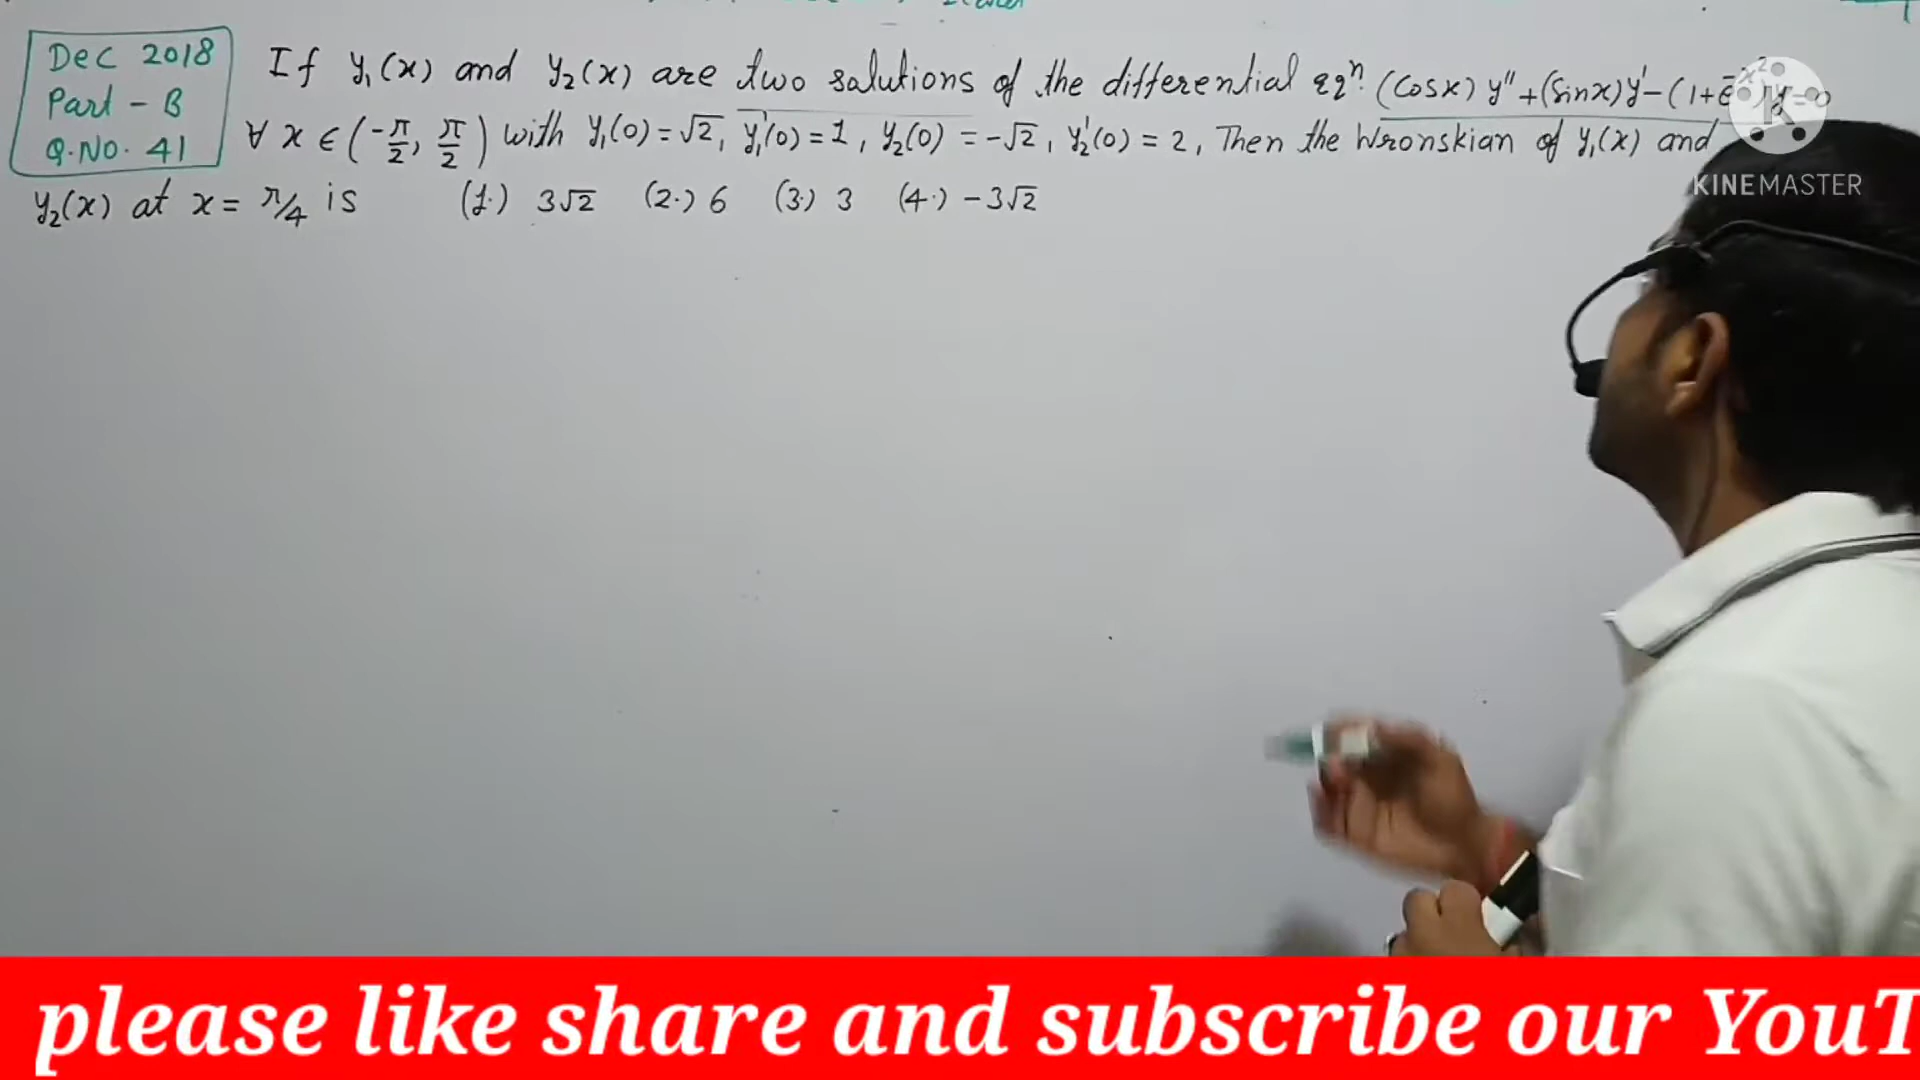 Dec 2018
Part - B
Q.NO. 41
If y₁(x) and y₂(x) are two solutions of the differential eqⁿ. (Cosx) y'' + (Sinx) y' - (1+e^-x²)y = 0
∀ x ∈ (-π/2, π/2) with y₁(0) = √2, y₁'(0) = 1, y₂(0) = -√2, y₂'(0) = 2, Then the Wronskian of y₁(x) and
y₂(x) at x = π/4 is (1.) 3√2 (2.) 6 (3.) 3 (4.) -3√2
K
KINEMASTER
please like share and subscribe our YouT